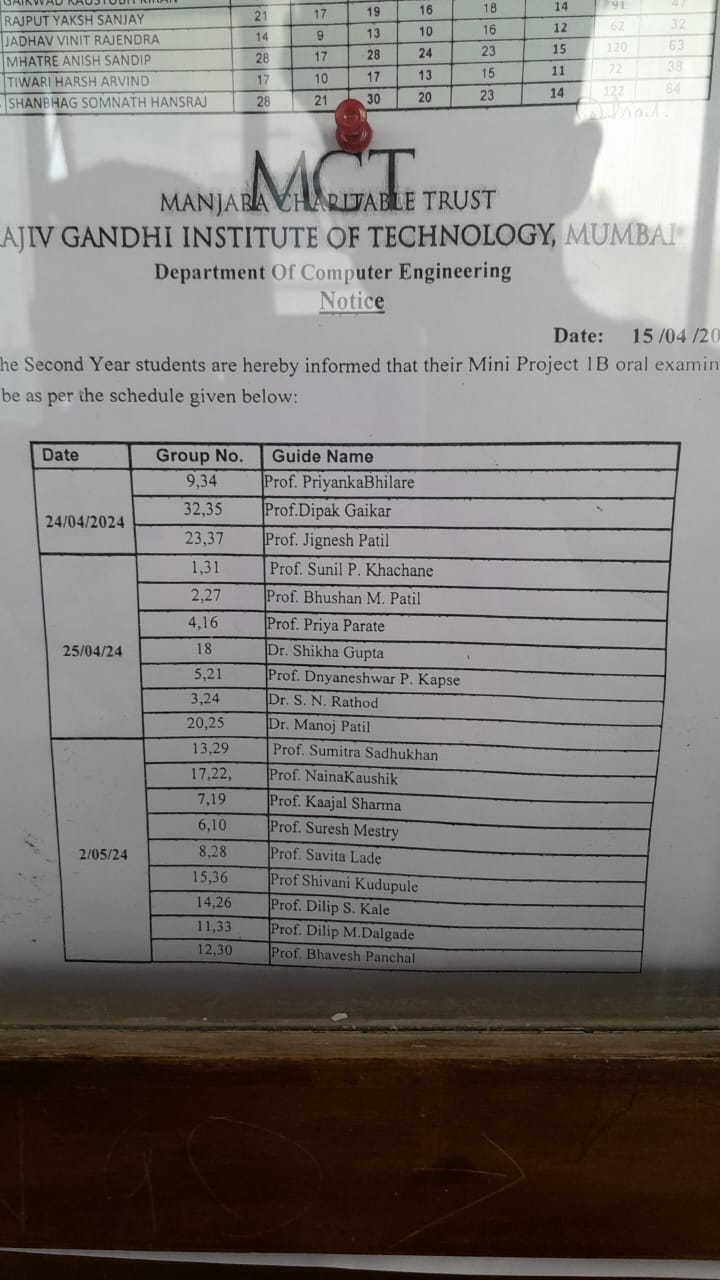 RAJPUT YAKSH SANJAY 21 17 19 16 18 14 91 47
JADHAV VINIT RAJENDRA 14 9 13 10 16 12 62 32
MHATRE ANISH SANDIP 28 17 28 24 23 15 120 63
TIWARI HARSH ARVIND 17 10 17 13 15 11 72 38
SHANBHAG SOMNATH HANSRAJ 28 21 30 20 23 14 122 64
MCT
MANJARA CHARITABLE TRUST
AJIV GANDHI INSTITUTE OF TECHNOLOGY, MUMBAI
Department Of Computer Engineering
Notice
Date: 15 /04 /20
he Second Year students are hereby informed that their Mini Project 1B oral examin
be as per the schedule given below:
Date Group No. Guide Name
24/04/2024
9,34 Prof. PriyankaBhilare
32,35 Prof.Dipak Gaikar
23,37 Prof. Jignesh Patil
25/04/24
1,31 Prof. Sunil P. Khachane
2,27 Prof. Bhushan M. Patil
4,16 Prof. Priya Parate
18 Dr. Shikha Gupta
5,21 Prof. Dnyaneshwar P. Kapse
3,24 Dr. S. N. Rathod
20,25 Dr. Manoj Patil
2/05/24
13,29 Prof. Sumitra Sadhukhan
17,22, Prof. NainaKaushik
7,19 Prof. Kaajal Sharma
6,10 Prof. Suresh Mestry
8,28 Prof. Savita Lade
15,36 Prof Shivani Kudupule
14,26 Prof. Dilip S. Kale
11,33 Prof. Dilip M.Dalgade
12,30 Prof. Bhavesh Panchal